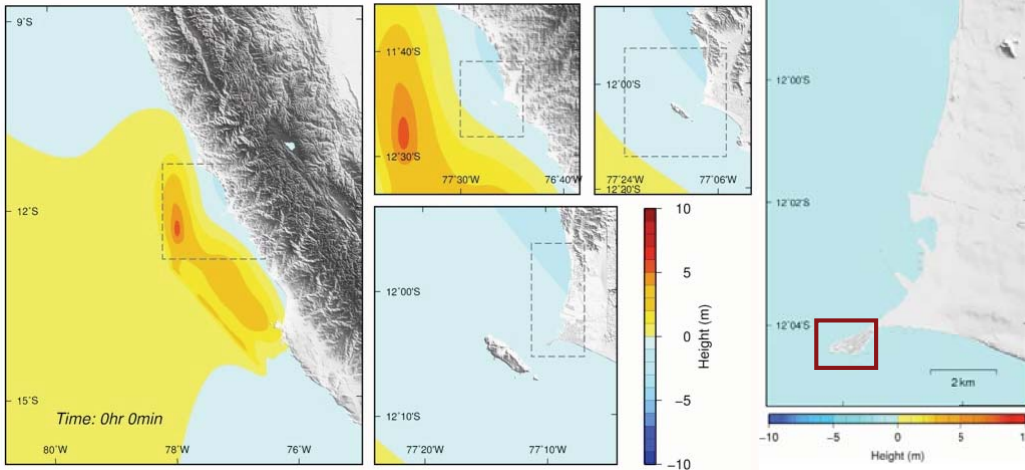 9°S
12°S
15°S
Time: 0hr 0min
80°W
78°W
76°W
11°40'S
12°30'S
77°30'W
76°40'W
12°00'S
12°20'S
77°24'W
77°06'W
12°00'S
12°10'S
77°20'W
77°10'W
10
5
0
−5
−10
Height (m)
12°00'S
12°02'S
12°04'S
2 km
−10
−5
0
5
10
Height (m)